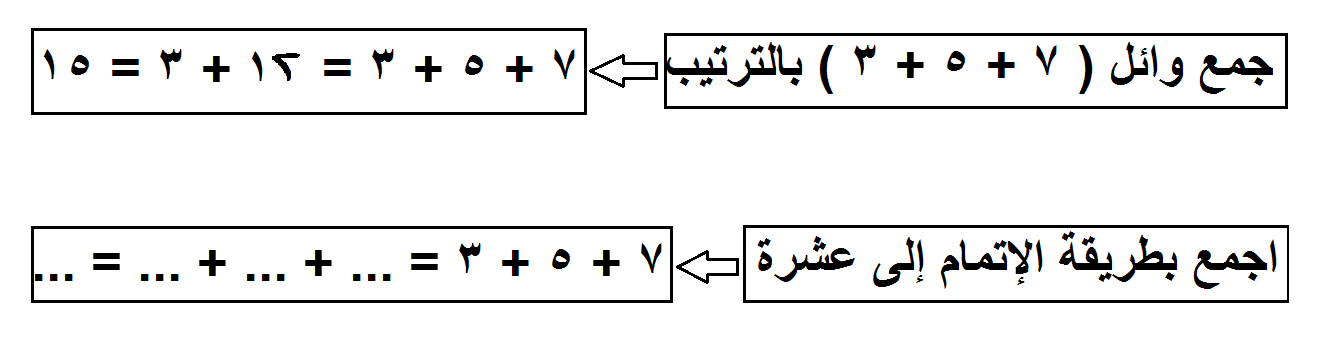 جمع وائل ( ٧ + ٥ + ٣ ) بالترتيب
٧ + ٥ + ٣ = ١٢ + ٣ = ١٥
اجمع بطريقة الإتمام إلى عشرة
٧ + ٥ + ٣ = ... + ... + ... = ...